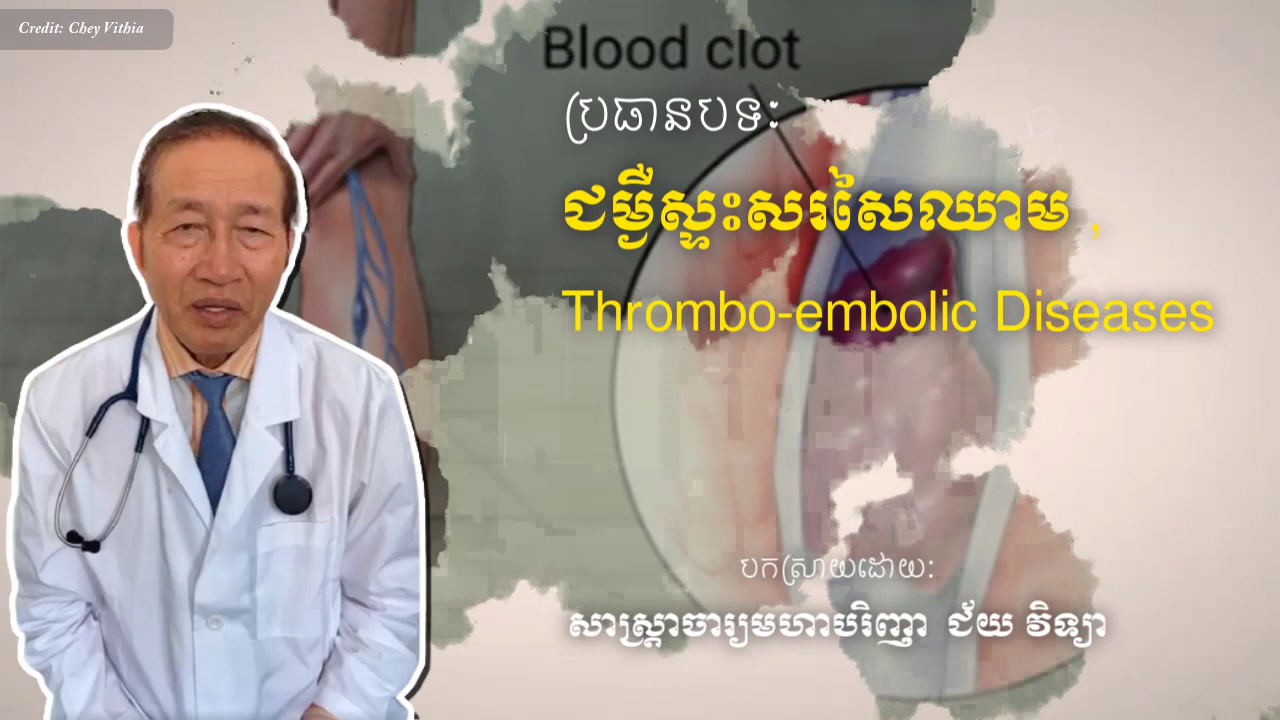 Credit: Chey Vithia
Blood clot
ប្រធានបទៈ
ជម្ងឺស្ទះសរសៃឈាម ,
Thrombo-embolic Diseases
បកស្រាយដោយៈ
សាស្ត្រាចារ្យមហាបរិញា ជ័យ វិទ្យា